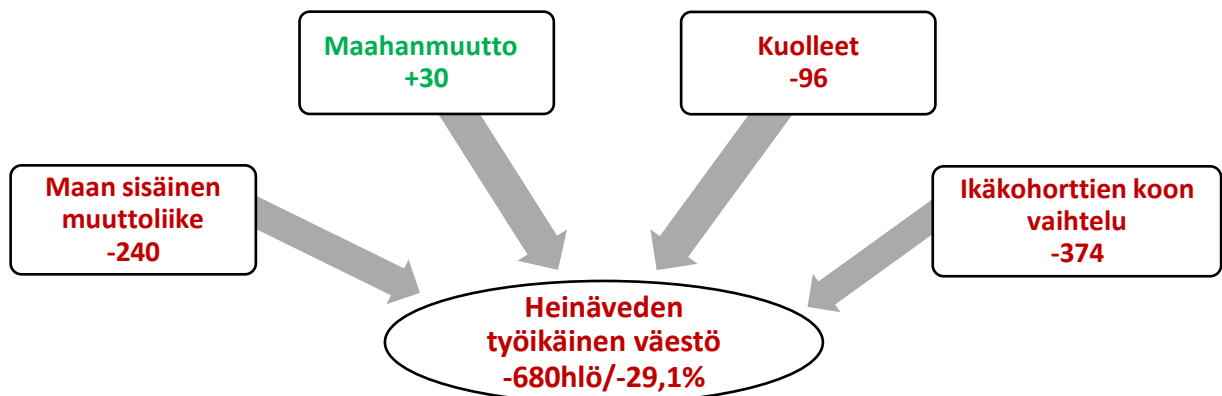 Maahanmuutto
+30
Kuolleet
-96
Maan sisäinen
muuttoliike
-240
Ikäkohorttien koon
vaihtelu
-374
Heinäveden
työikäinen väestö
-680hlö/-29,1%